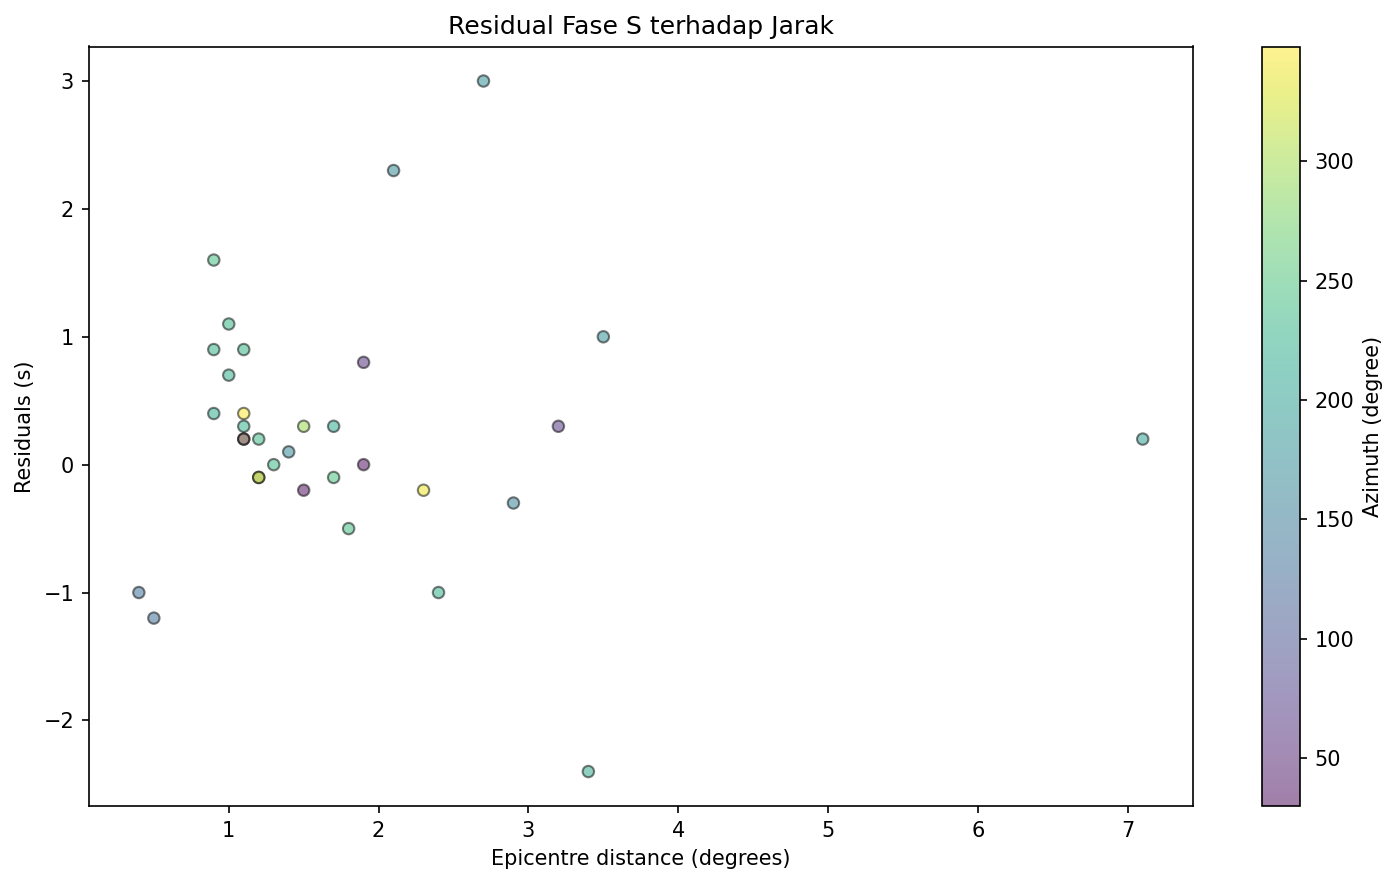 Residual Fase S terhadap Jarak
3
2
1
0
−1
−2
Residuals (s)
1 2 3 4 5 6 7
Epicentre distance (degrees)
300
250
200
150
100
50
Azimuth (degree)